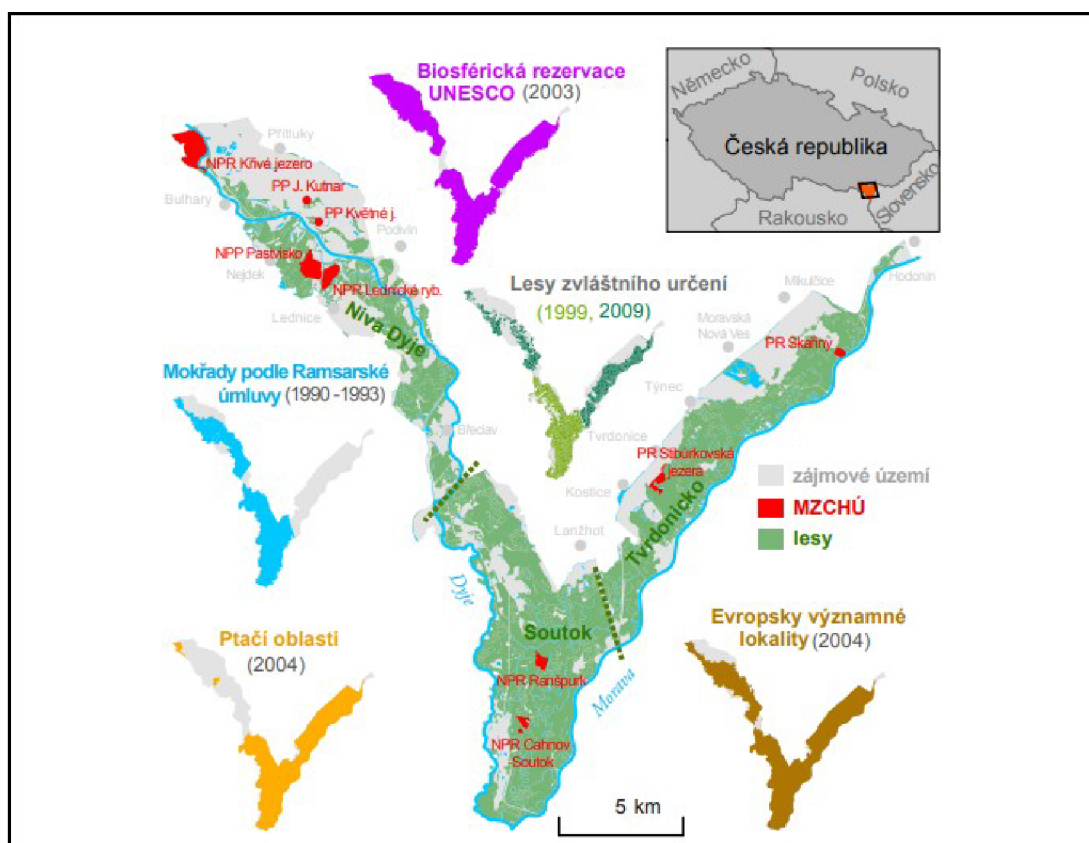 Biosférická rezervace
UNESCO (2003)
Německo
Polsko
Česká republika
Rakousko
Slovensko
Přítluky
NPR Křivé jezero
PP J. Kutnar
Bulhary
PP Květné j.
Podivín
NPP Pastvisko
Nejdek
NPR Lednické ryb.
Lednice
Niva Dyje
Lesy zvláštního určení
(1999, 2009)
Hodonín
Mikulčice
Moravská
Nová Ves
PR Skařiny
Týnec
Mokřady podle Ramsarské
úmluvy (1990 -1993)
Břeclav
Tvrdonice
PR Stibůrkovská
jezera
Kostice
Tvrdonicko
Lanžhot
zájmové území
MZCHÚ
lesy
Dyje
Soutok
Morava
NPR Ranšpurk
NPR Cahnov
-Soutok
Ptačí oblasti
(2004)
Evropsky významné
lokality (2004)
5 km